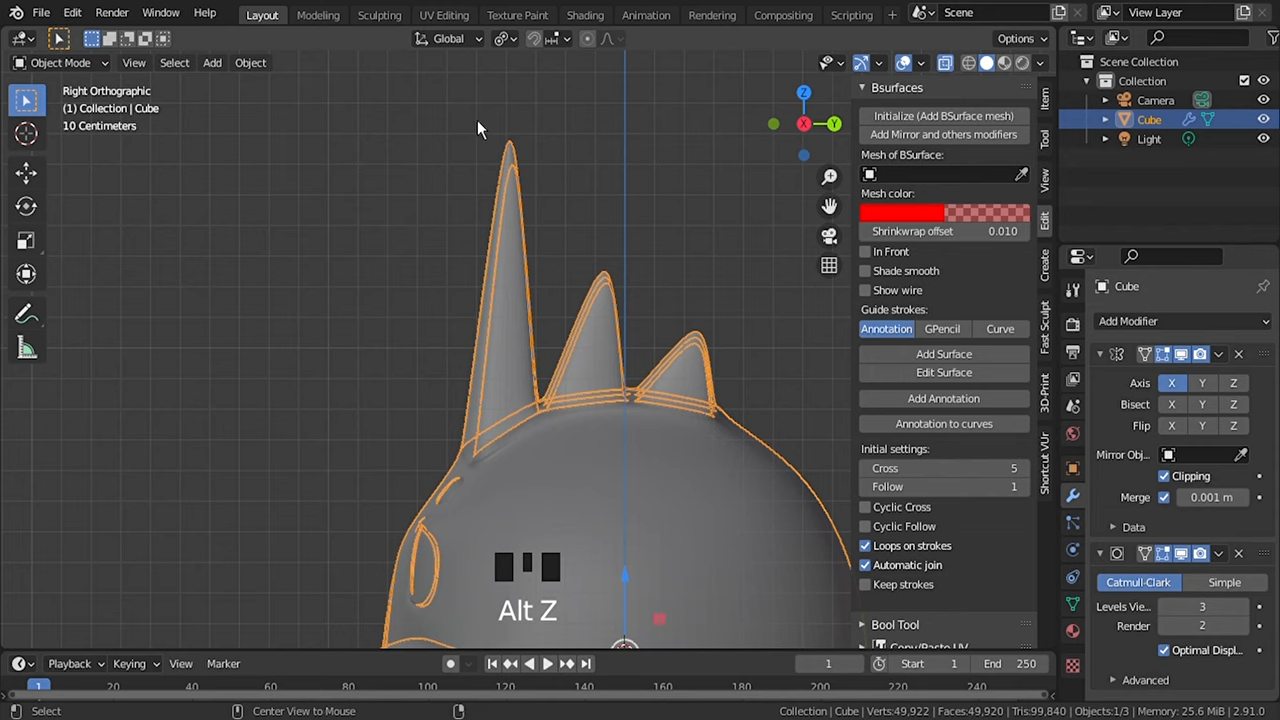 File Edit Render Window Help Layout Modeling Sculpting UV Editing Texture Paint Shading Animation Rendering Compositing Scripting Scene View Layer
Global Options
Object Mode View Select Add Object
Right Orthographic
(1) Collection | Cube
10 Centimeters
Z
X
Y
Alt Z
Bsurfaces
Initialize (Add BSurface mesh)
Add Mirror and others modifiers
Mesh of BSurface:
Mesh color:
Shrinkwrap offset 0.010
In Front
Shade smooth
Show wire
Guide strokes:
Annotation GPencil Curve
Add Surface
Edit Surface
Add Annotation
Annotation to curves
Initial settings:
Cross 5
Follow 1
Cyclic Cross
Cyclic Follow
Loops on strokes
Automatic join
Keep strokes
Bool Tool
Copy/Paste UV
Item
Tool
View
Edit
Create
Fast Sculpt
3D-Print
Shortcut VUr
Scene Collection
Collection
Camera
Cube
Light
Cube
Add Modifier
Axis X Y Z
Bisect X Y Z
Flip X Y Z
Mirror Obj...
Clipping
Merge 0.001 m
Data
Catmull-Clark Simple
Levels Vie... 3
Render 2
Optimal Displ...
Advanced
Playback Keying View Marker 1 Start 1 End 250
1 20 40 60 80 100 120 140 160 180 200 220 240
Select Center View to Mouse Collection | Cube | Verts:49,922 | Faces:49,920 | Tris:99,840 | Objects:1/3 | Memory: 25.6 MiB | 2.91.0